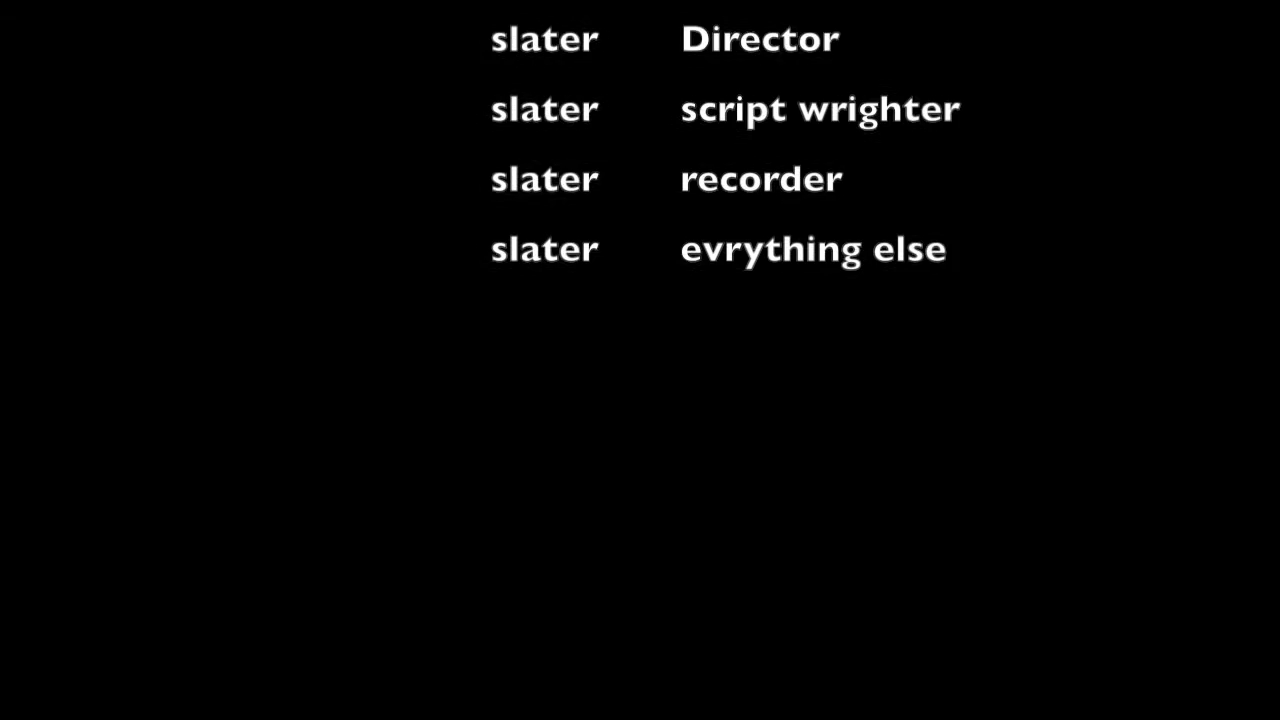 slater Director
slater script wrighter
slater recorder
slater evrything else